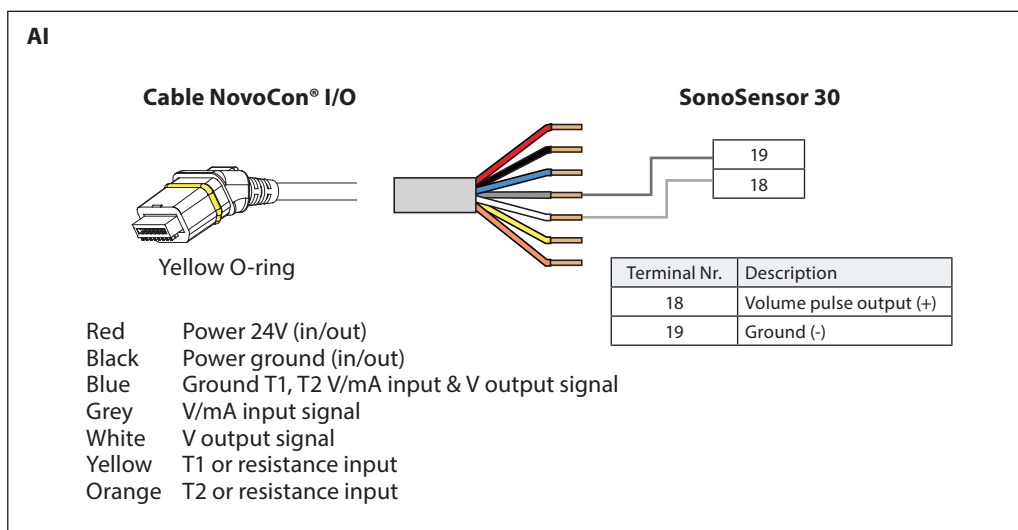 AI
Cable NovoCon® I/O
SonoSensor 30
19
18
Yellow O-ring
Terminal Nr. Description
18 Volume pulse output (+)
19 Ground (-)
Red Power 24V (in/out)
Black Power ground (in/out)
Blue Ground T1, T2 V/mA input & V output signal
Grey V/mA input signal
White V output signal
Yellow T1 or resistance input
Orange T2 or resistance input